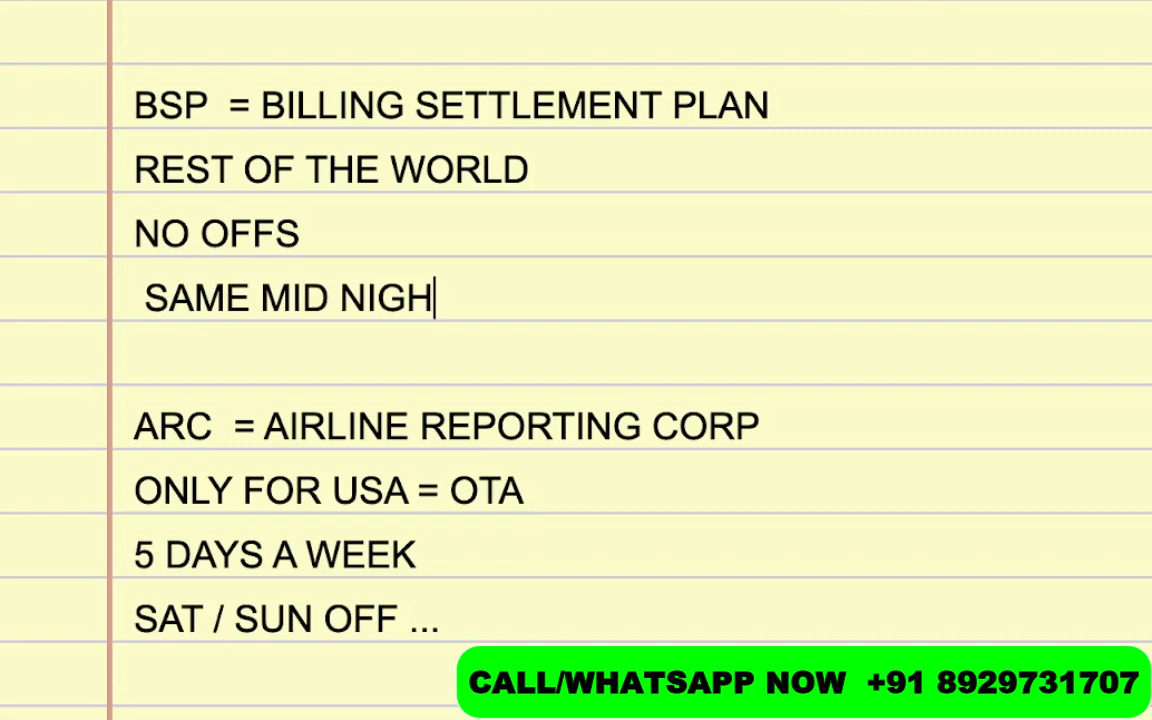 BSP  = BILLING SETTLEMENT PLAN
REST OF THE WORLD
NO OFFS
SAME MID NIGH
ARC  = AIRLINE REPORTING CORP
ONLY FOR USA = OTA
5 DAYS A WEEK
SAT / SUN OFF ...
CALL/WHATSAPP NOW  +91 8929731707